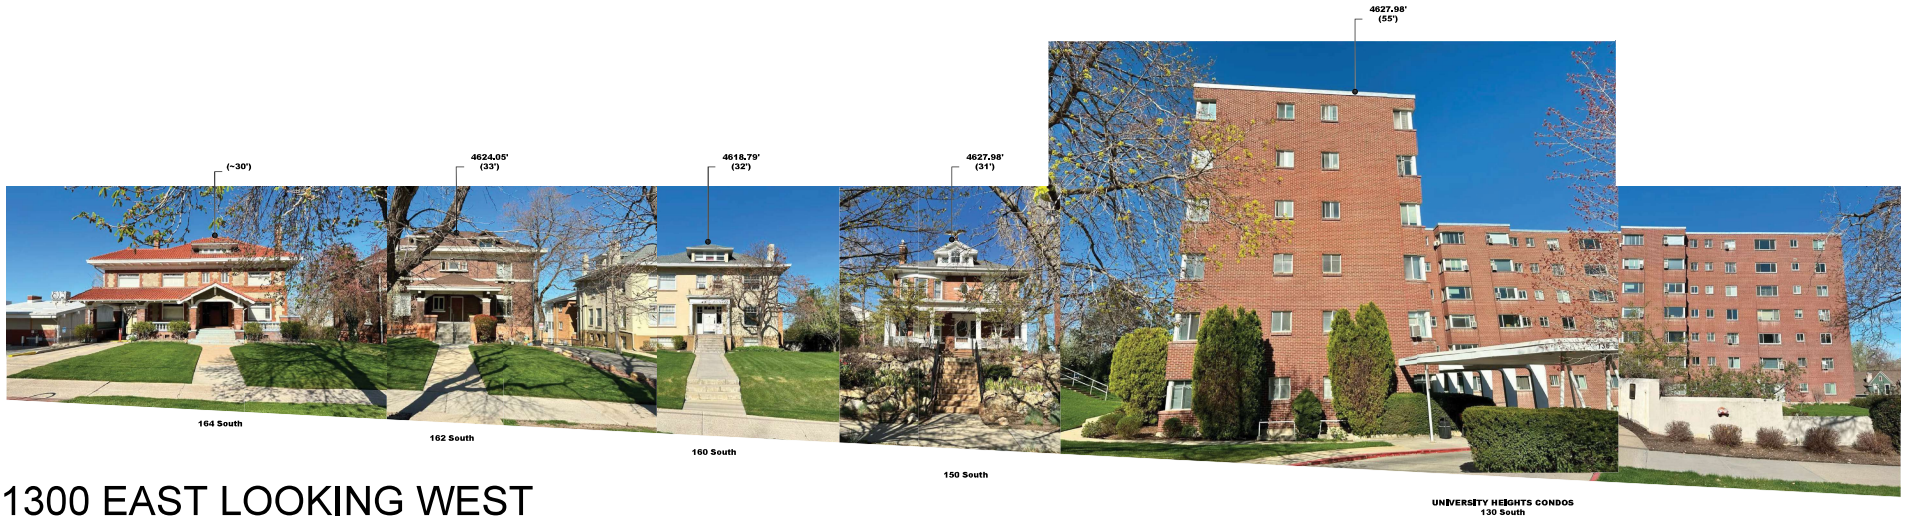 4627.98'
(55')
(~30')
4624.05'
(33')
4618.79'
(32')
4627.98'
(31')
136
164 South
162 South
160 South
150 South
UNIVERSITY HEIGHTS CONDOS
130 South
1300 EAST LOOKING WEST